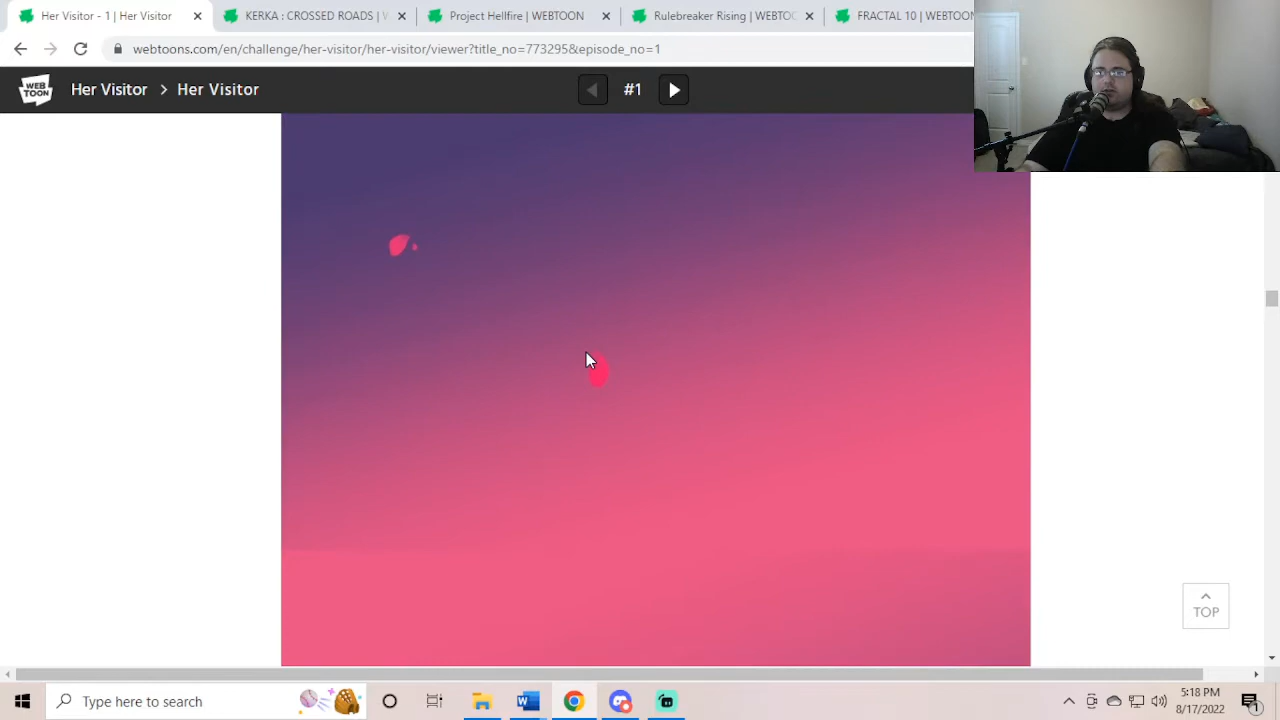 Her Visitor - 1 | Her Visitor
KERKA : CROSSED ROADS | W
Project Hellfire | WEBTOON
Rulebreaker Rising | WEBTOO
FRACTAL 10 | WEBTOON
webtoons.com/en/challenge/her-visitor/her-visitor/viewer?title_no=773295&episode_no=1
WEB
TOON
Her Visitor > Her Visitor
#1
TOP
Type here to search
5:18 PM
8/17/2022
1